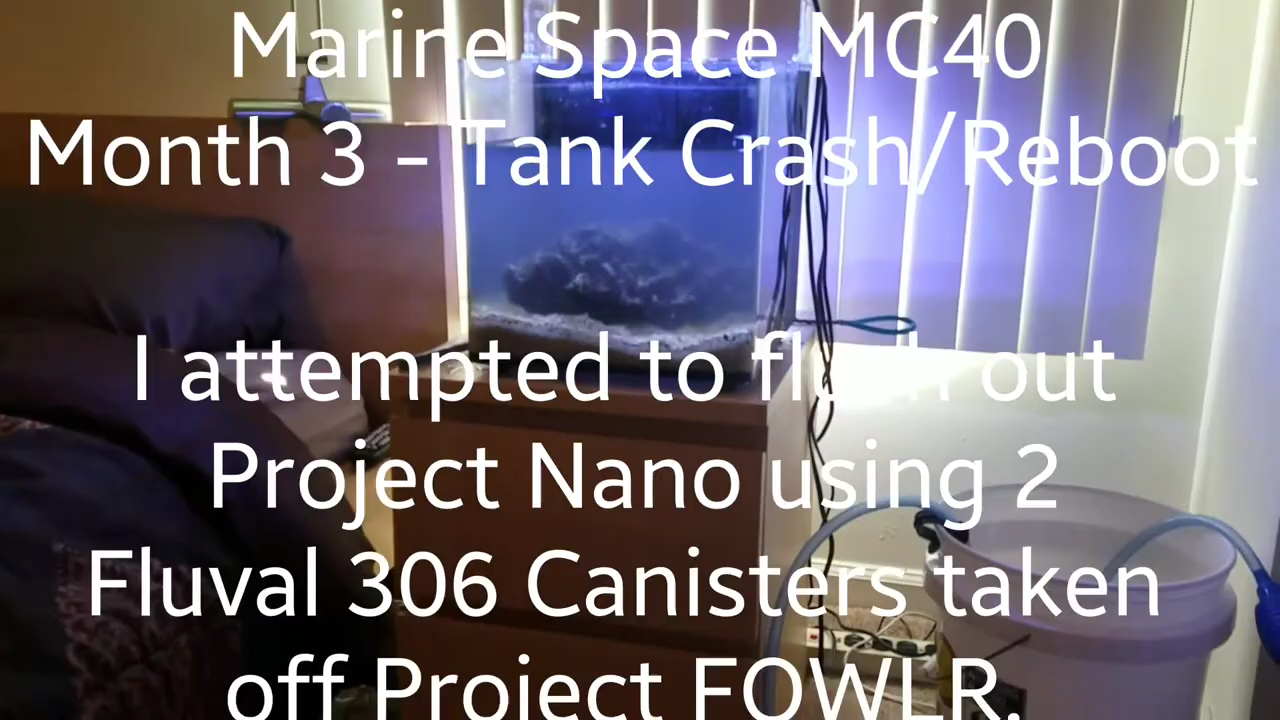 Marine Space MC40
Month 3 - Tank Crash/Reboot
I attempted to flush out
Project Nano using 2
Fluval 306 Canisters taken
off Project FOWLR.